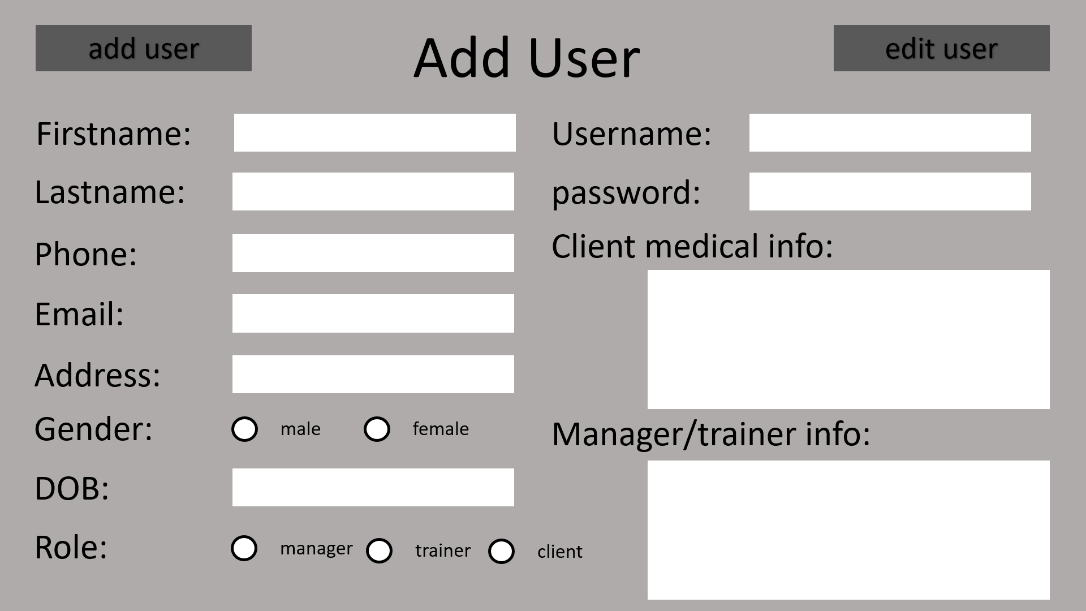 add user
Add User
edit user
Firstname:
Lastname:
Phone:
Email:
Address:
Gender:
male
female
DOB:
Role:
manager
trainer
client
Username:
password:
Client medical info:
Manager/trainer info: